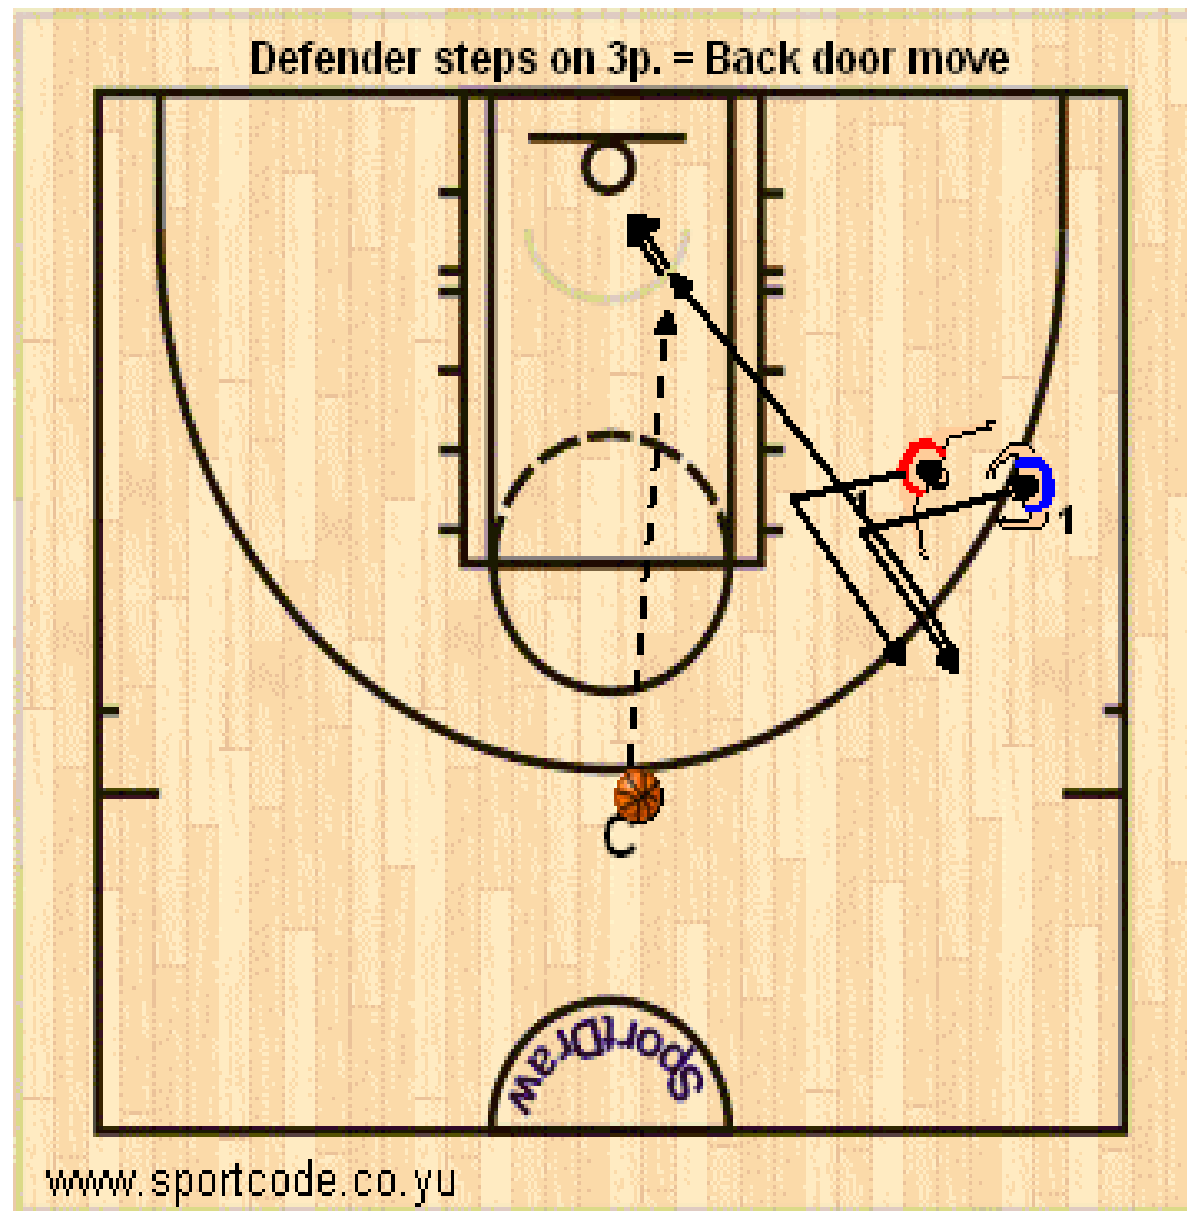 Defender steps on 3p. = Back door move
1
C
SportDraw
www.sportcode.co.yu